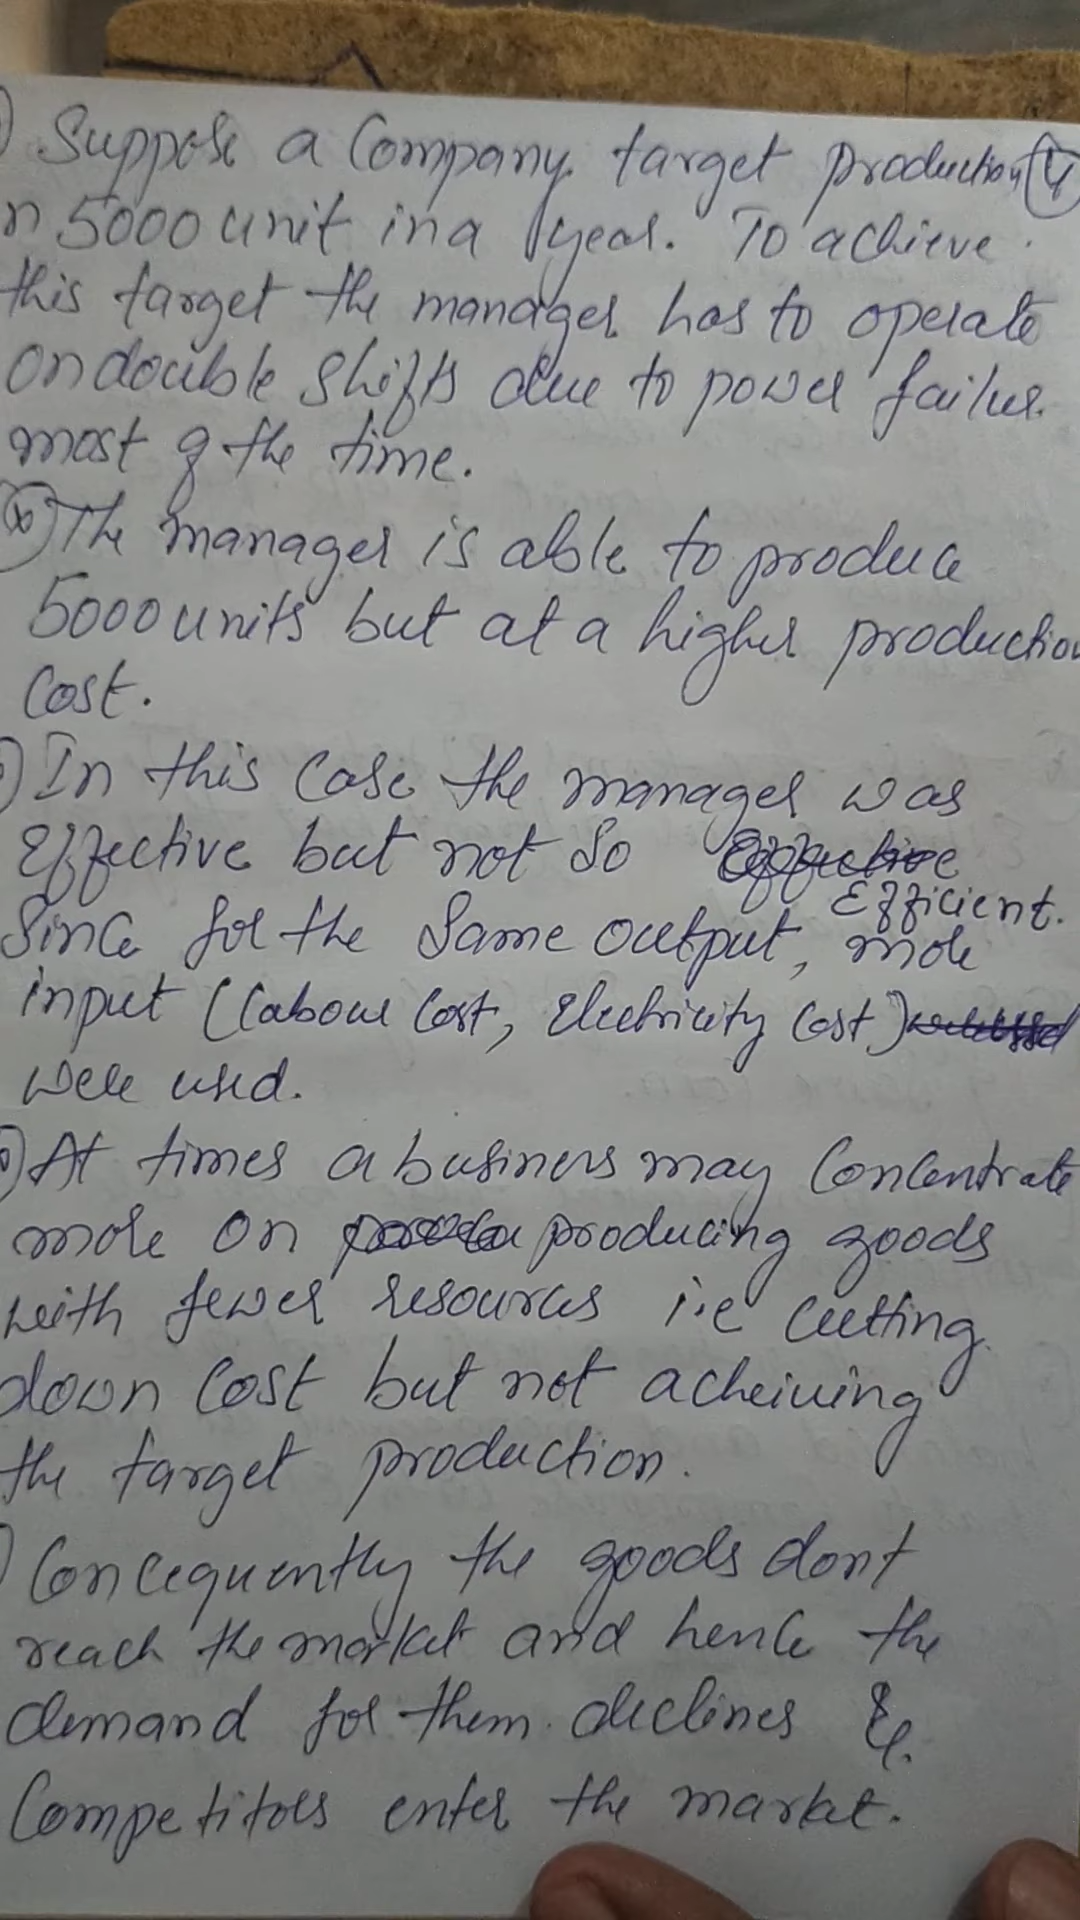 Suppose a Company target production (4)
n 5000 unit in a year. To achieve
this target the manager has to operate
on double shifts due to power failure
most of the time.
The manager is able to produce
5000 units but at a higher production
Cost.
In this Case the manager was
Effective but not So
Efficient.
Since for the Same output, more
input (labour Cost, Electricity Cost)
were used.
At times a business may Concentrate
more on producing goods
with fewer resources i.e cutting
down Cost but not acheiving
the target production.
Concequently the goods dont
reach the market and hence the
demand for them declines &
Competitors enter the market.